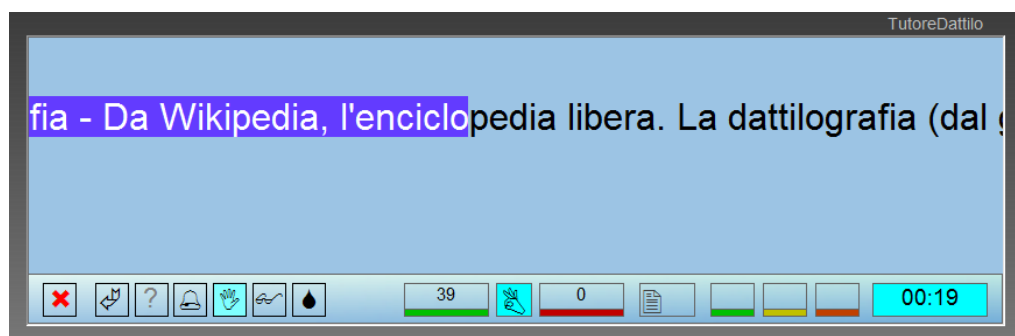 TutoreDattilo
fia - Da Wikipedia, l'enciclopedia libera. La dattilografia (dal g
? 39 0 00:19